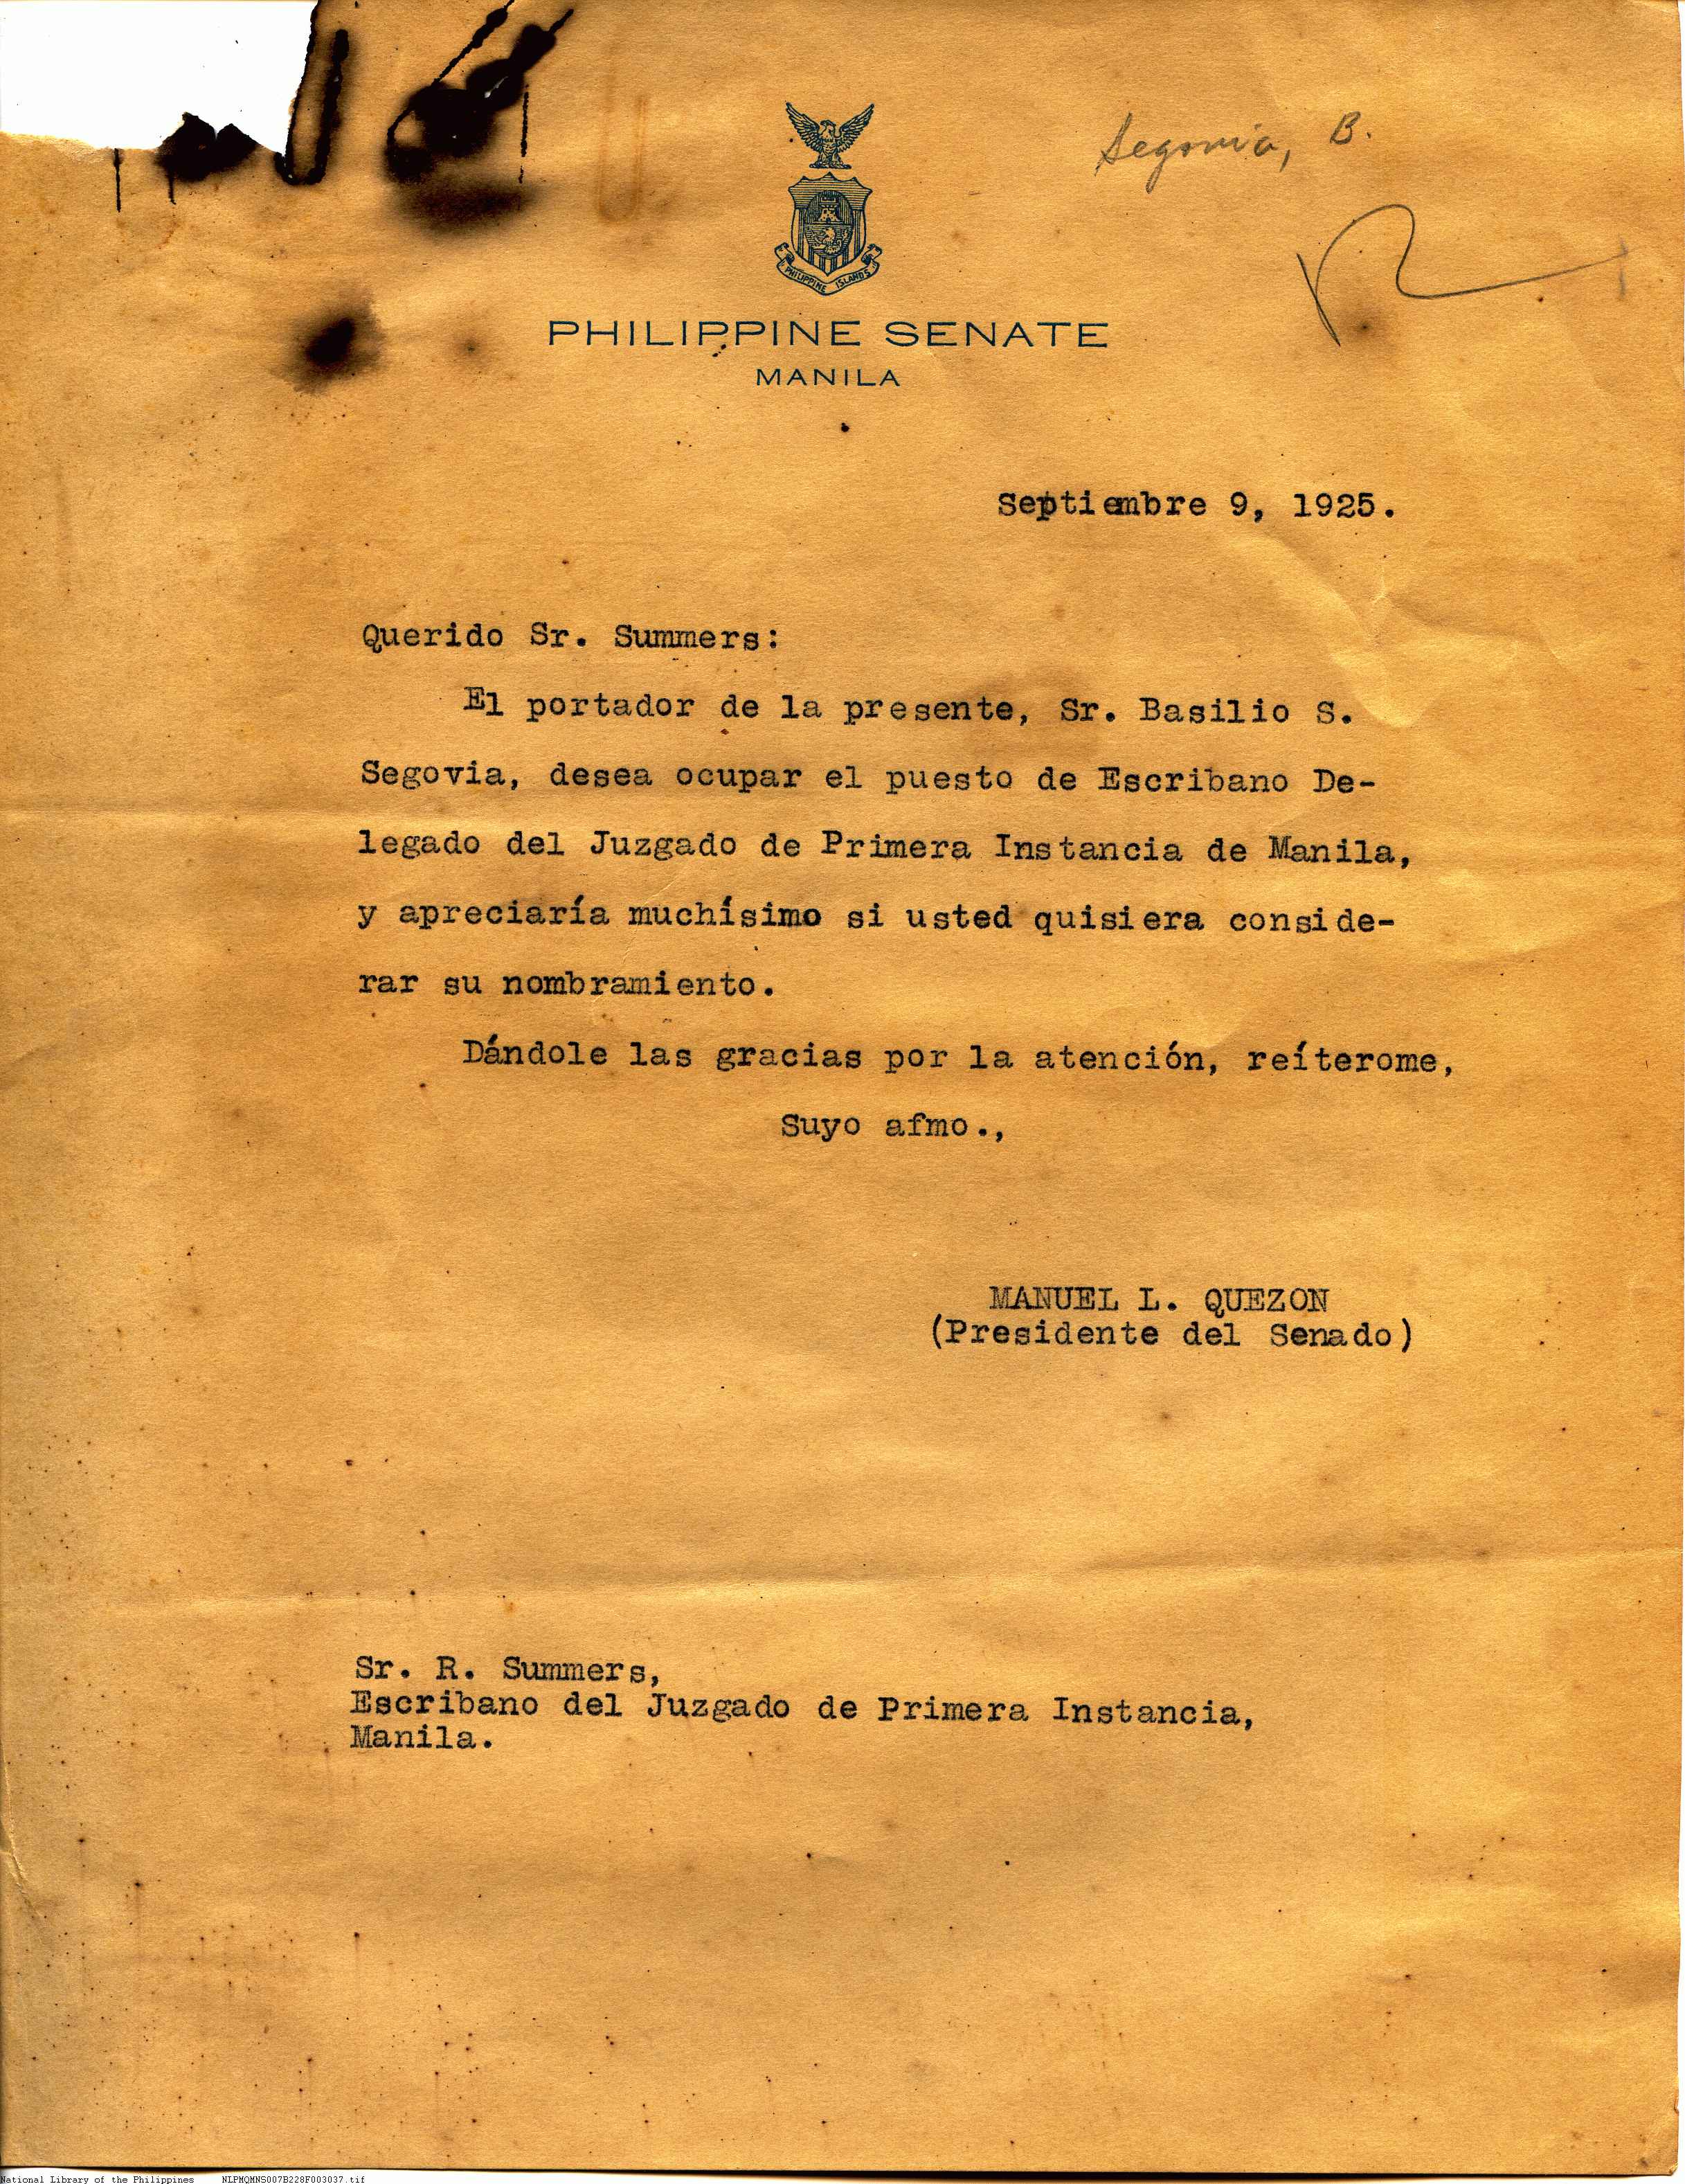 Segovia, B.
PHILIPPINE ISLANDS
PHILIPPINE SENATE
MANILA
Septiembre 9, 1925.
Querido Sr. Summers:
El portador de la presente, Sr. Basilio S.
Segovia, desea ocupar el puesto de Escribano De-
legado del Juzgado de Primera Instancia de Manila,
y apreciaría muchísimo si usted quisiera conside-
rar su nombramiento.
Dándole las gracias por la atención, reíterome,
Suyo afmo.,
MANUEL L. QUEZON
(Presidente del Senado)
Sr. R. Summers,
Escribano del Juzgado de Primera Instancia,
Manila.
National Library of the Philippines NLPMQMNS007B228F003037.tif